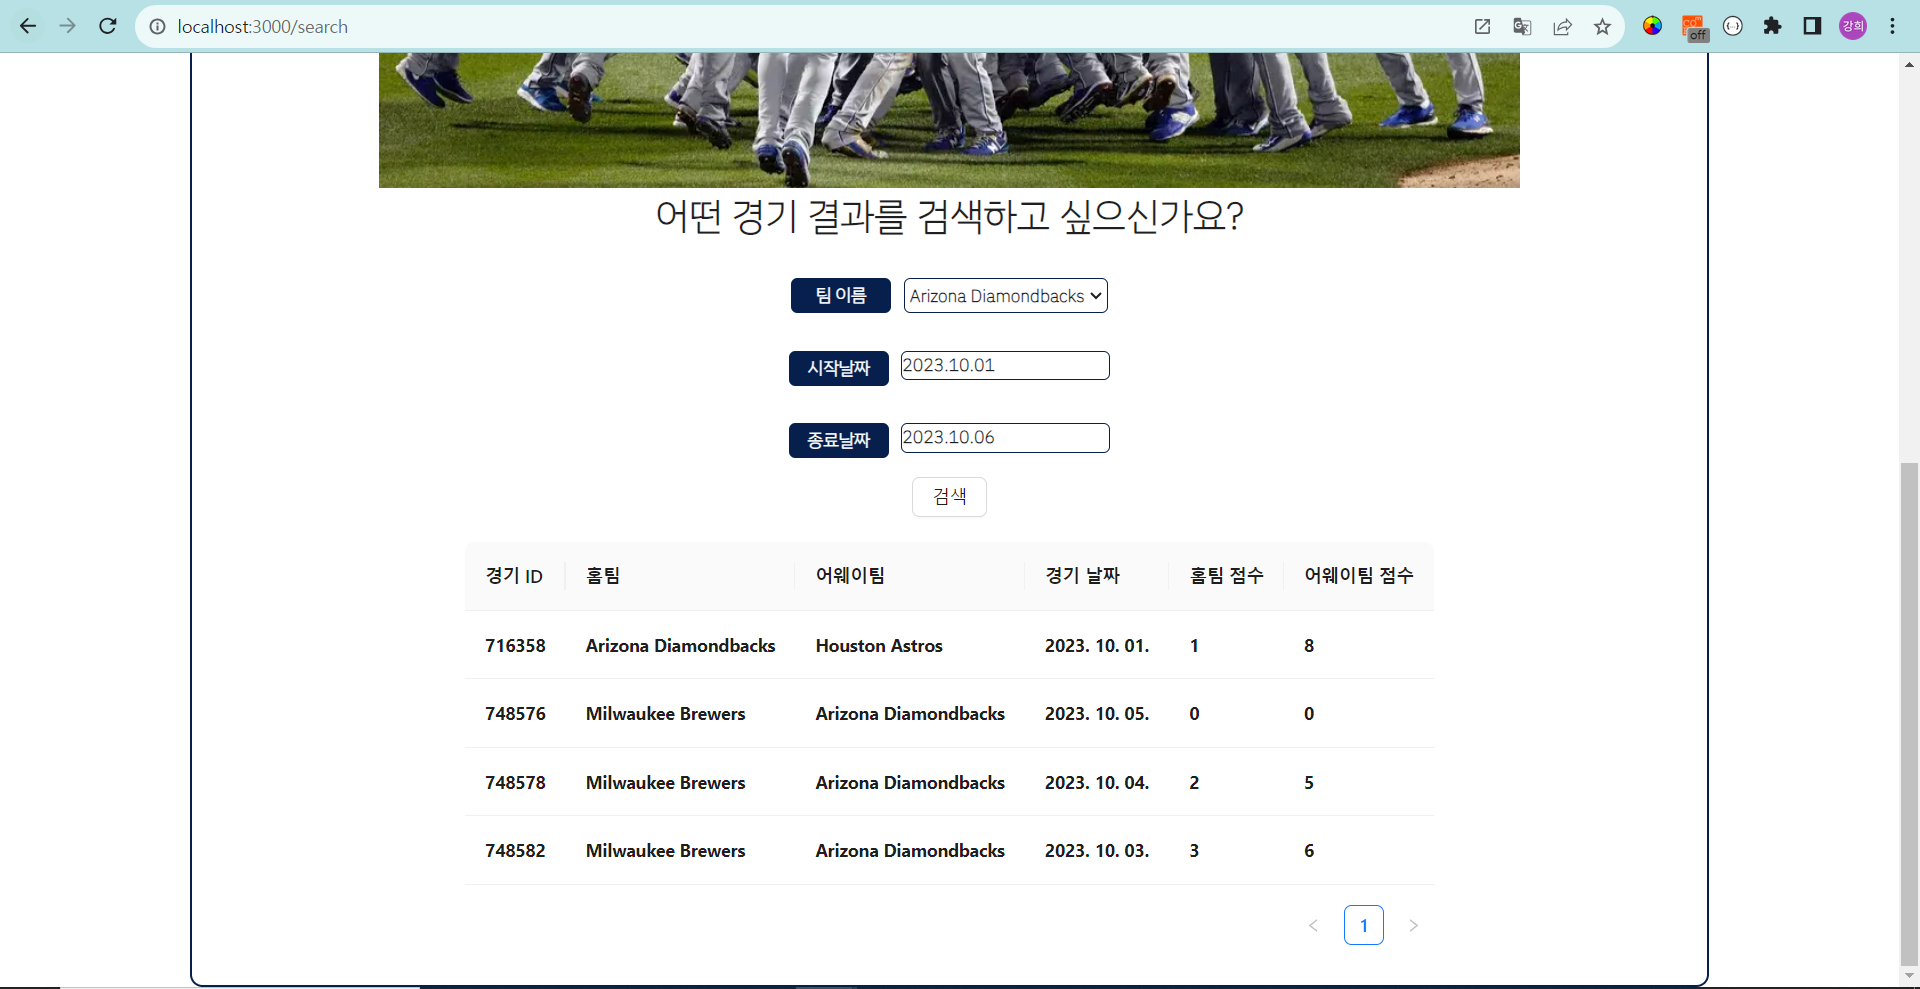 localhost:3000/search
off
강희
어떤 경기 결과를 검색하고 싶으신가요?
팀 이름 Arizona Diamondbacks
시작날짜 2023.10.01
종료날짜 2023.10.06
검색
경기 ID 홈팀 어웨이팀 경기 날짜 홈팀 점수 어웨이팀 점수
716358 Arizona Diamondbacks Houston Astros 2023. 10. 01. 1 8
748576 Milwaukee Brewers Arizona Diamondbacks 2023. 10. 05. 0 0
748578 Milwaukee Brewers Arizona Diamondbacks 2023. 10. 04. 2 5
748582 Milwaukee Brewers Arizona Diamondbacks 2023. 10. 03. 3 6
1